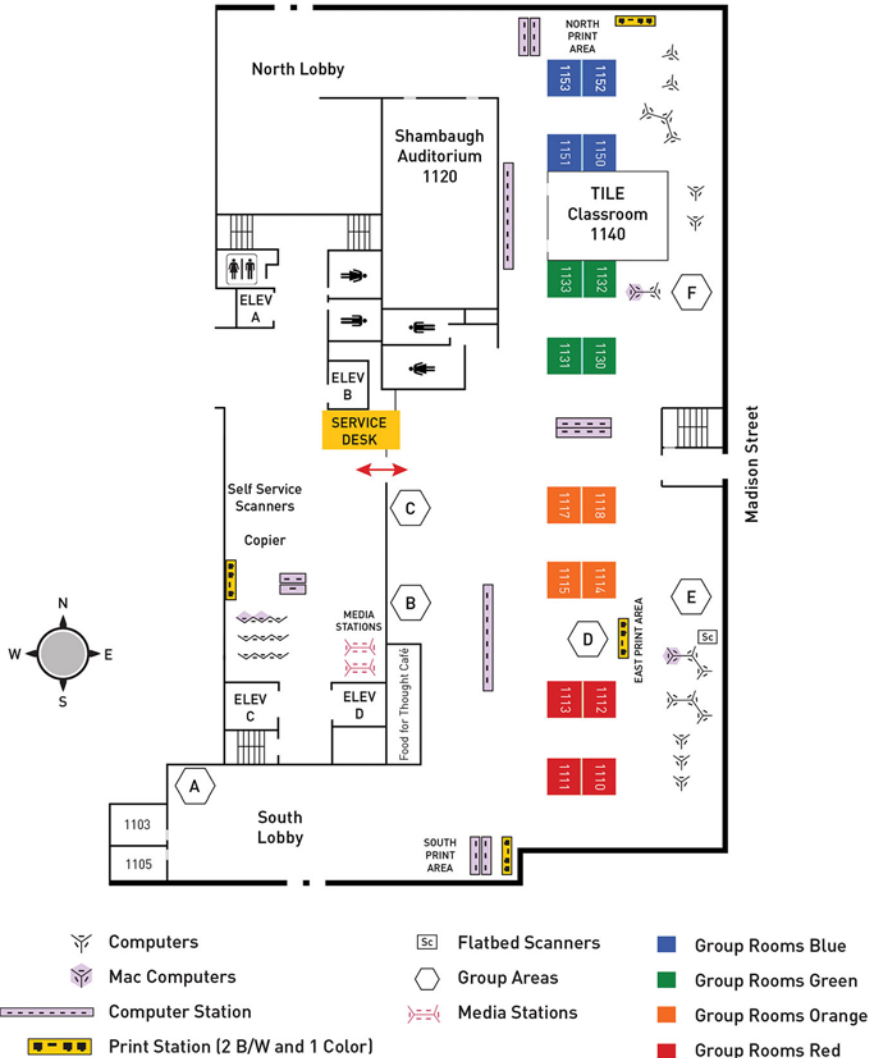 NORTH
PRINT
AREA
North Lobby
1153
1152
Shambaugh
Auditorium
1120
1151
1150
TILE
Classroom
1140
ELEV
A
1133
1132
F
1131
1130
ELEV
B
SERVICE
DESK
Madison Street
Self Service
Scanners
C
1117
1118
Copier
B
1115
1114
E
MEDIA
STATIONS
D
EAST PRINT AREA
Sc
N
W
E
S
Food for Thought Café
ELEV
C
ELEV
D
1113
1112
A
1111
1110
1103
South
Lobby
1105
SOUTH
PRINT
AREA
Computers
Mac Computers
Computer Station
Print Station (2 B/W and 1 Color)
Sc Flatbed Scanners
Group Areas
Media Stations
Group Rooms Blue
Group Rooms Green
Group Rooms Orange
Group Rooms Red